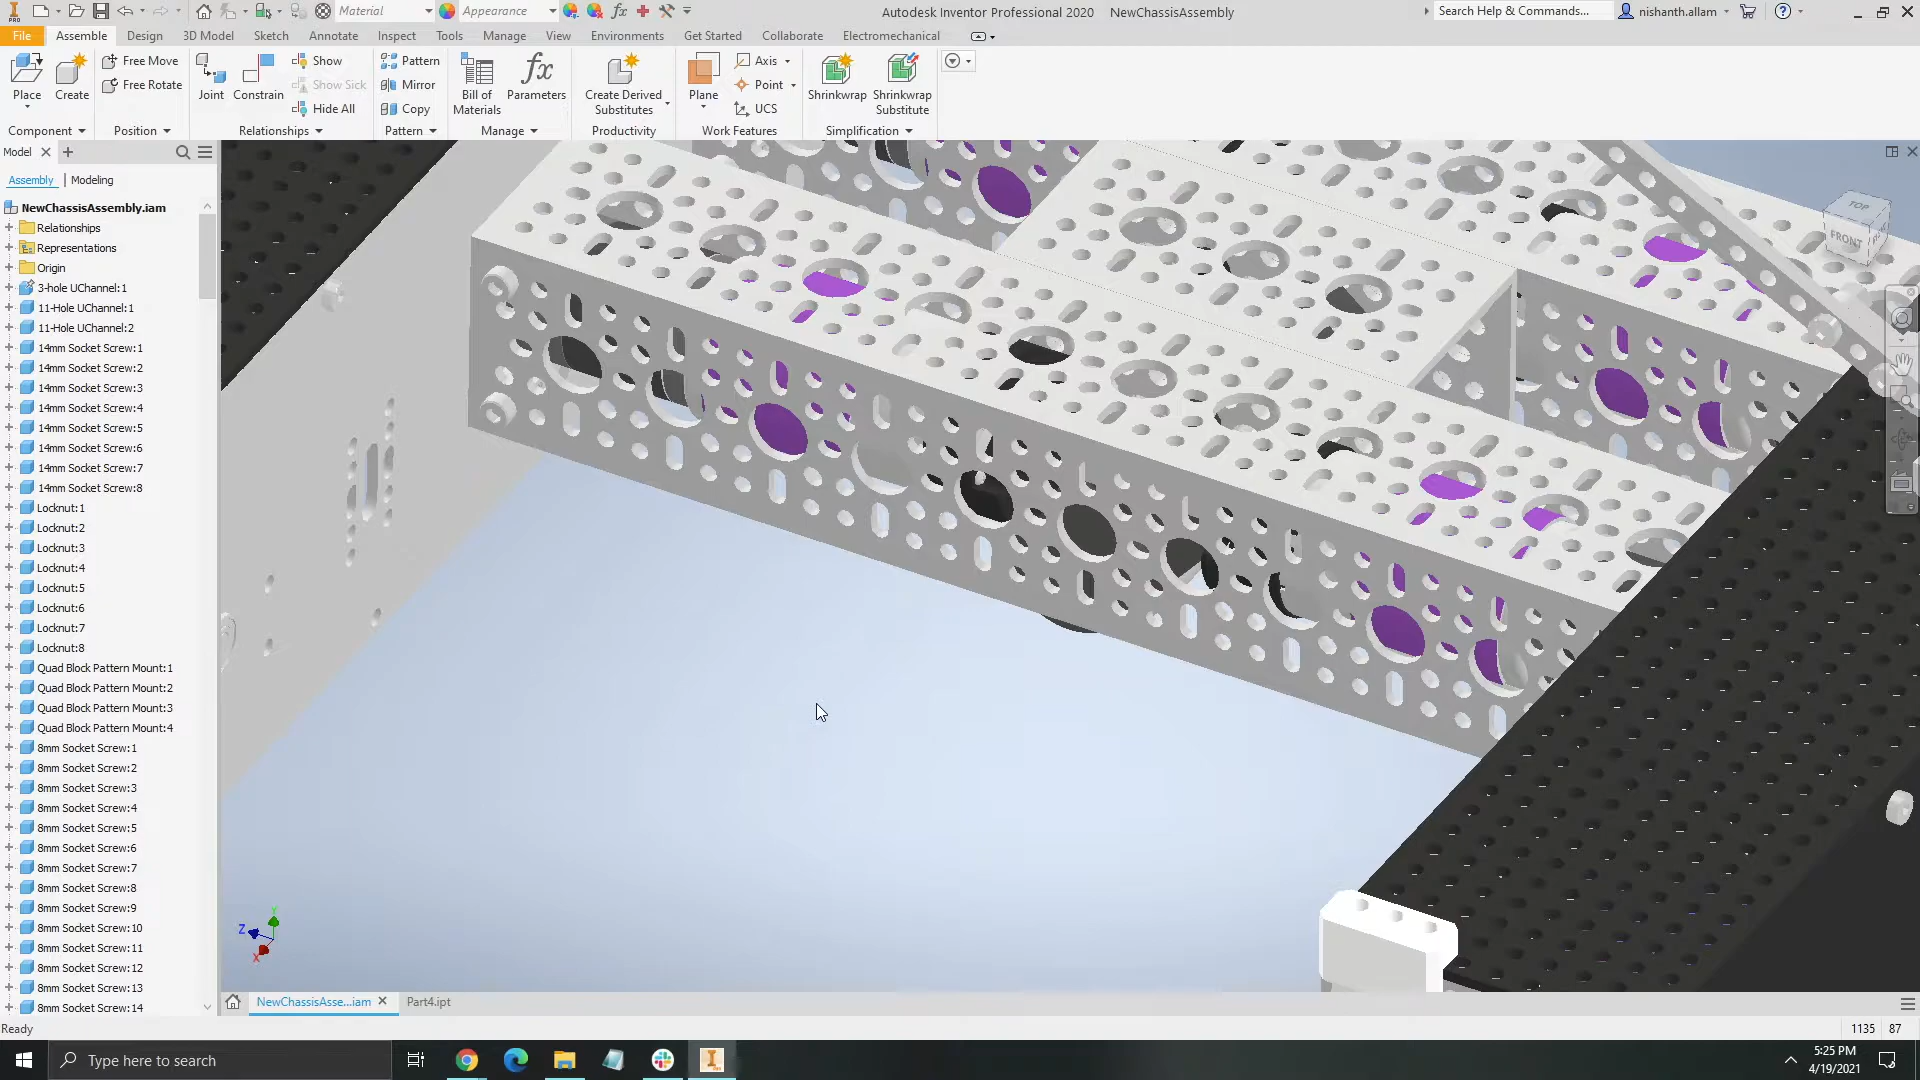 Material
Appearance
Autodesk Inventor Professional 2020 NewChassisAssembly
Search Help & Commands...
nishanth.allam
PRO
File
Assemble
Design
3D Model
Sketch
Annotate
Inspect
Tools
Manage
View
Environments
Get Started
Collaborate
Electromechanical
Place
Create
Free Move
Free Rotate
Joint
Constrain
Show
Show Sick
Hide All
Pattern
Mirror
Copy
Bill of
Materials
Parameters
Create Derived
Substitutes
Plane
Axis
Point
UCS
Shrinkwrap
Shrinkwrap
Substitute
Component
Position
Relationships
Pattern
Manage
Productivity
Work Features
Simplification
Model
Assembly
Modeling
NewChassisAssembly.iam
Relationships
Representations
Origin
3-hole UChannel:1
11-Hole UChannel:1
11-Hole UChannel:2
14mm Socket Screw:1
14mm Socket Screw:2
14mm Socket Screw:3
14mm Socket Screw:4
14mm Socket Screw:5
14mm Socket Screw:6
14mm Socket Screw:7
14mm Socket Screw:8
Locknut:1
Locknut:2
Locknut:3
Locknut:4
Locknut:5
Locknut:6
Locknut:7
Locknut:8
Quad Block Pattern Mount:1
Quad Block Pattern Mount:2
Quad Block Pattern Mount:3
Quad Block Pattern Mount:4
8mm Socket Screw:1
8mm Socket Screw:2
8mm Socket Screw:3
8mm Socket Screw:4
8mm Socket Screw:5
8mm Socket Screw:6
8mm Socket Screw:7
8mm Socket Screw:8
8mm Socket Screw:9
8mm Socket Screw:10
8mm Socket Screw:11
8mm Socket Screw:12
8mm Socket Screw:13
8mm Socket Screw:14
TOP
FRONT
Y
Z
X
NewChassisAsse...iam
Part4.ipt
Ready
1135 87
Type here to search
5:25 PM
4/19/2021